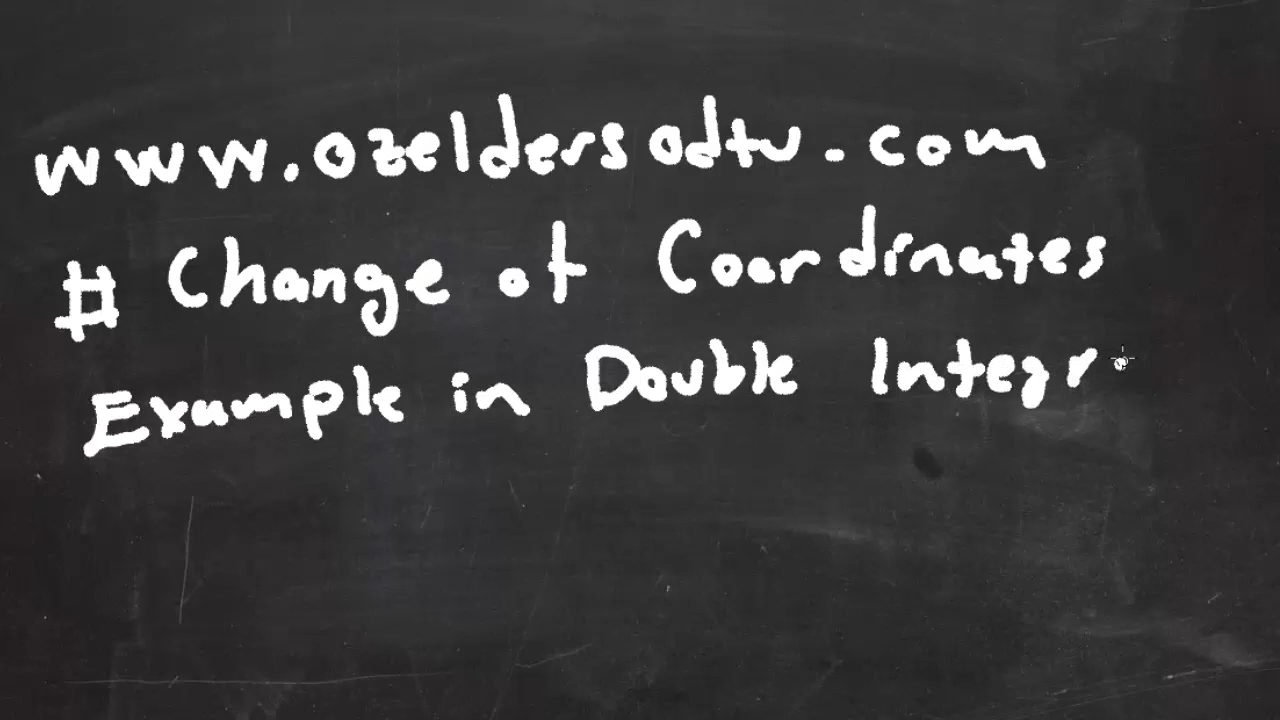 www.ozeldersodtu.com
# Change of Coordinates
Example in Double Integr